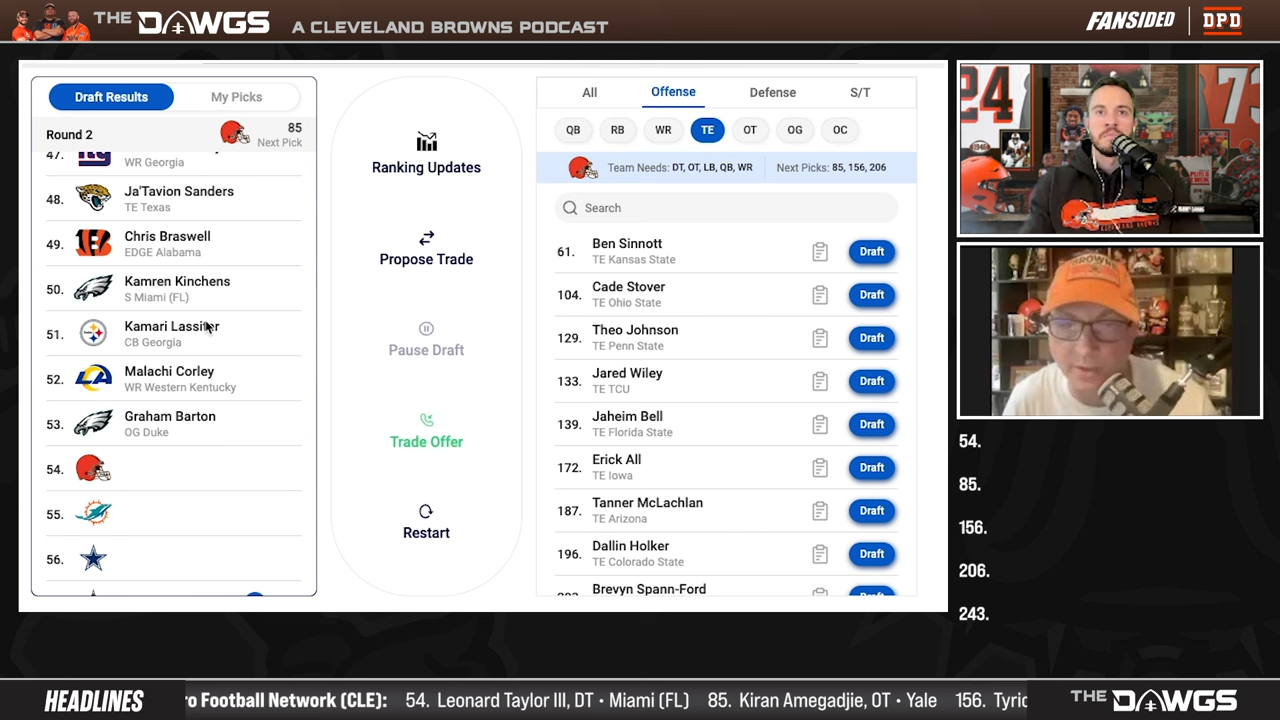 THE DAWGS A CLEVELAND BROWNS PODCAST
FANSIDED DPD
Draft Results
My Picks
Round 2
85
Next Pick
47.
WR Georgia
48.
Ja'Tavion Sanders
TE Texas
49.
Chris Braswell
EDGE Alabama
50.
Kamren Kinchens
S Miami (FL)
51.
Kamari Lassiter
CB Georgia
52.
Malachi Corley
WR Western Kentucky
53.
Graham Barton
OG Duke
54.
55.
56.
Ranking Updates
Propose Trade
Pause Draft
Trade Offer
Restart
All
Offense
Defense
S/T
QB
RB
WR
TE
OT
OG
OC
Team Needs: DT, OT, LB, QB, WR
Next Picks: 85, 156, 206
Search
61.
Ben Sinnott
TE Kansas State
Draft
104.
Cade Stover
TE Ohio State
Draft
129.
Theo Johnson
TE Penn State
Draft
133.
Jared Wiley
TE TCU
Draft
139.
Jaheim Bell
TE Florida State
Draft
172.
Erick All
TE Iowa
Draft
187.
Tanner McLachlan
TE Arizona
Draft
196.
Dallin Holker
TE Colorado State
Draft
Brevyn Spann-Ford
24
73
54.
85.
156.
206.
243.
HEADLINES
ro Football Network (CLE): 54. Leonard Taylor III, DT • Miami (FL) 85. Kiran Amegadjie, OT • Yale 156. Tyric
THE DAWGS